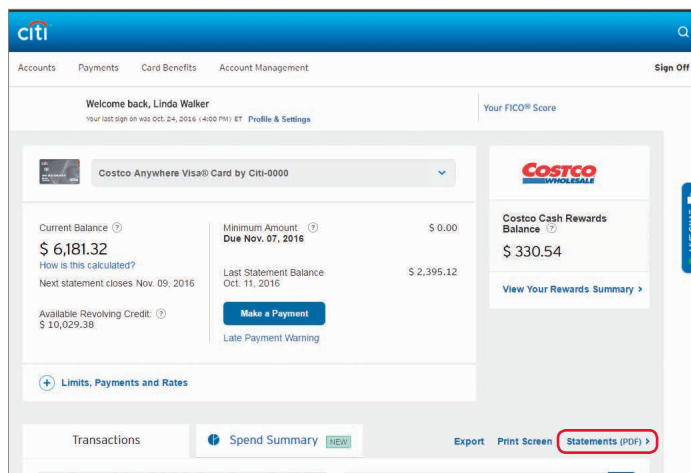 citi
Accounts Payments Card Benefits Account Management Sign Off
Welcome back, Linda Walker
Your last sign on was Oct. 24, 2016 (4:00 PM) ET Profile & Settings
Your FICO® Score
Costco Anywhere Visa® Card by Citi-0000
Current Balance ?
$ 6,181.32
How is this calculated?
Next statement closes Nov. 09, 2016
Available Revolving Credit: ?
$ 10,029.38
Minimum Amount ? $ 0.00
Due Nov. 07, 2016
Last Statement Balance $ 2,395.12
Oct. 11, 2016
Make a Payment
Late Payment Warning
Limits, Payments and Rates
COSTCO
WHOLESALE
Costco Cash Rewards
Balance ?
$ 330.54
View Your Rewards Summary >
Transactions
Spend Summary NEW
Export Print Screen Statements (PDF) >